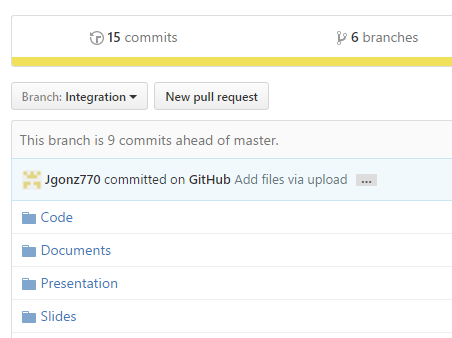 15 commits 6 branches
Branch: Integration New pull request
This branch is 9 commits ahead of master.
Jgonz770 committed on GitHub Add files via upload ...
Code
Documents
Presentation
Slides